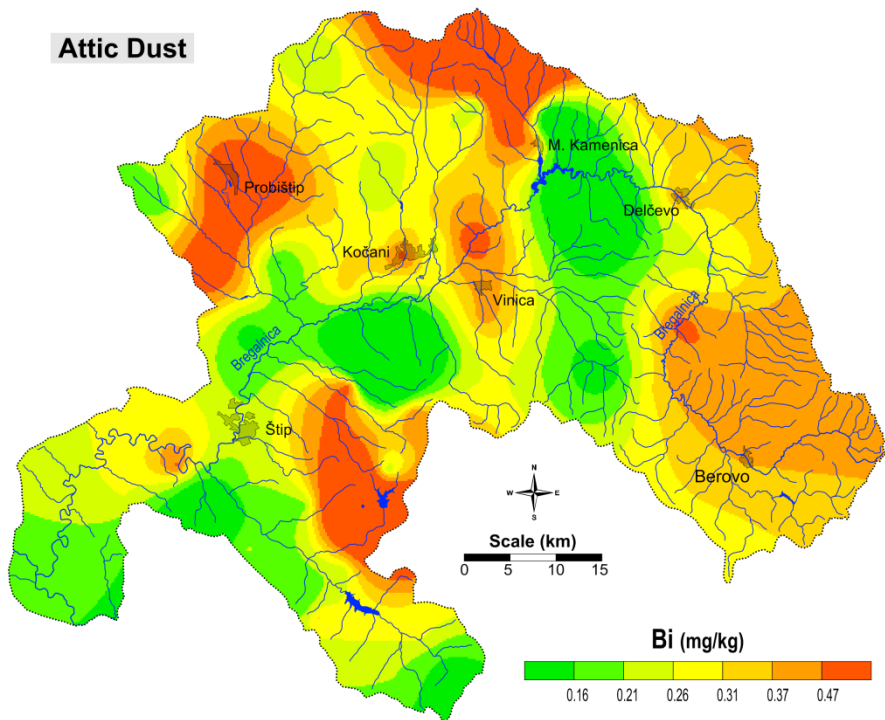 Attic Dust
M. Kamenica
Probištip
Delčevo
Kočani
Vinica
Bregalnica
Bregalnica
Štip
Berovo
N
W E
S
Scale (km)
0 5 10 15
Bi (mg/kg)
0.16 0.21 0.26 0.31 0.37 0.47